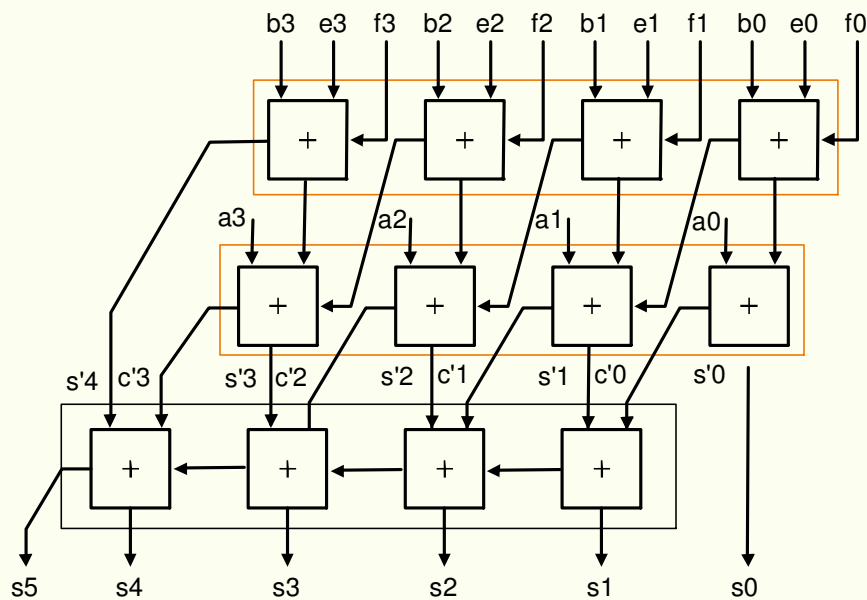 b3 e3 f3 b2 e2 f2 b1 e1 f1 b0 e0 f0
+ + + +
a3 a2 a1 a0
+ + + +
s'4 c'3 s'3 c'2 s'2 c'1 s'1 c'0 s'0
+ + + +
s5 s4 s3 s2 s1 s0